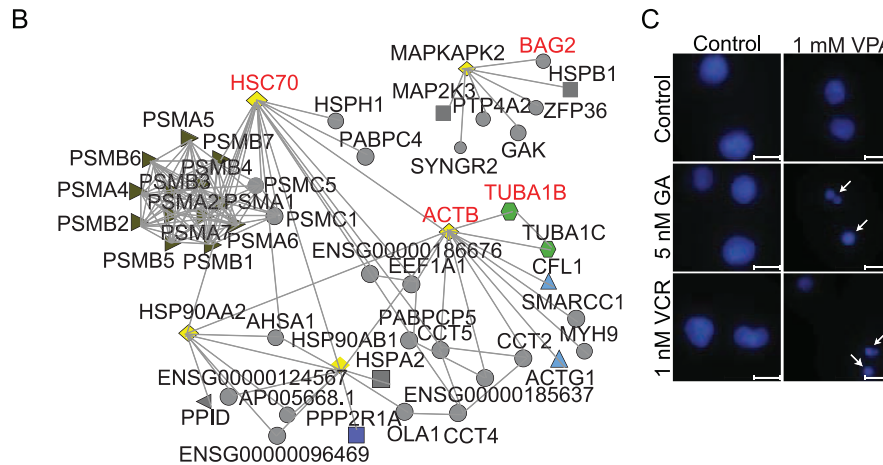 B
C
Control
1 mM VPA
MAPKAPK2
BAG2
HSC70
HSPB1
MAP2K3
PTP4A2
ZFP36
HSPH1
PSMA5
PSMB7
PABPC4
GAK
SYNGR2
PSMB6
PSMB4
PSMB3
PSMC5
PSMA4
PSMA2
PSMA1
TUBA1B
PSMB2
PSMC1
ACTB
PSMA7
PSMA6
TUBA1C
PSMB5
PSMB1
ENSG00000186676
EEF1A1
CFL1
SMARCC1
HSP90AA2
AHSA1
PABPCP5
HSP90AB1
CCT5
MYH9
CCT2
HSPA2
ENSG00000124567
ACTG1
AP005668.1
ENSG00000185637
PPID
PPP2R1A
OLA1
CCT4
ENSG00000096469
Control
5 nM GA
1 nM VCR